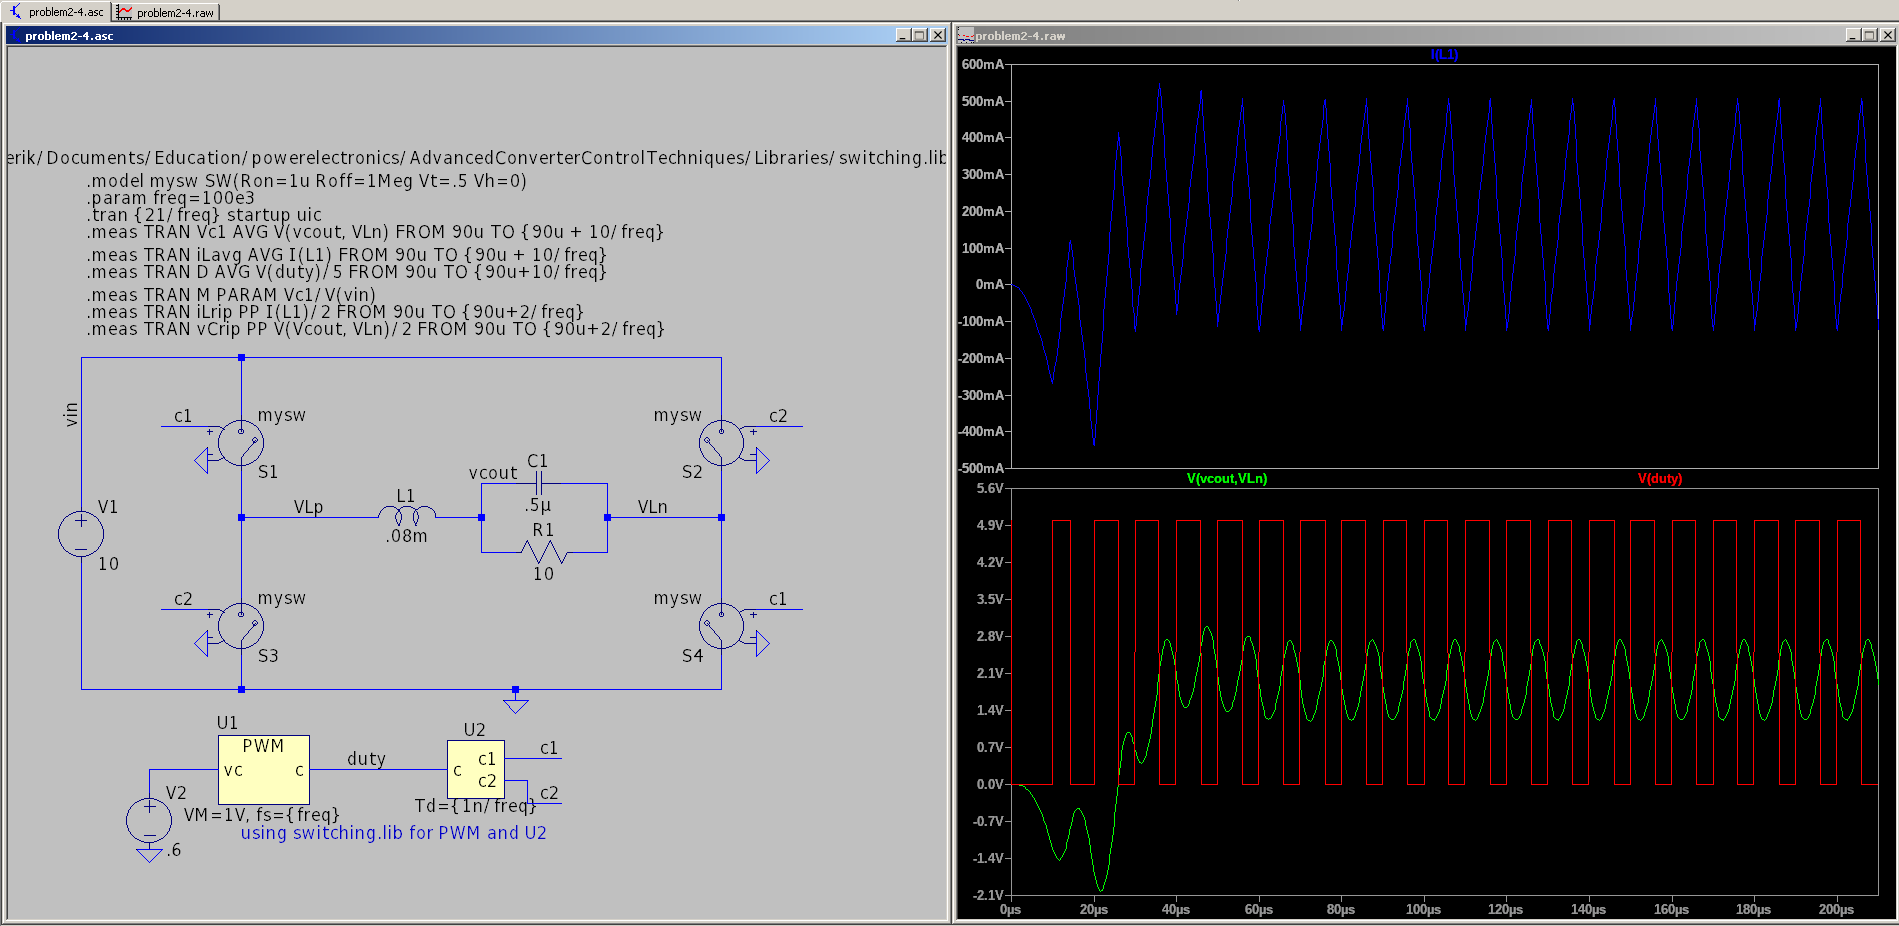 problem2-4.asc
problem2-4.raw
problem2-4.asc
erik/Documents/Education/powerelectronics/AdvancedConverterControlTechniques/Libraries/switching.lib
.model mysw SW(Ron=1u Roff=1Meg Vt=.5 Vh=0)
.param freq=100e3
.tran {21/freq} startup uic
.meas TRAN Vc1 AVG V(vcout, VLn) FROM 90u TO {90u + 10/freq}
.meas TRAN iLavg AVG I(L1) FROM 90u TO {90u + 10/freq}
.meas TRAN D AVG V(duty)/5 FROM 90u TO {90u+10/freq}
.meas TRAN M PARAM Vc1/V(vin)
.meas TRAN iLrip PP I(L1)/2 FROM 90u TO {90u+2/freq}
.meas TRAN vCrip PP V(Vcout, VLn)/2 FROM 90u TO {90u+2/freq}
vin
c1
mysw
S1
mysw
c2
S2
V1
10
VLp
L1
.08m
vcout
C1
.5µ
R1
10
VLn
c2
mysw
S3
mysw
c1
S4
U1
PWM
vc
c
VM=1V, fs={freq}
V2
.6
duty
U2
c
c1
c2
c1
c2
Td={1n/freq}
using switching.lib for PWM and U2
problem2-4.raw
I(L1)
600mA
500mA
400mA
300mA
200mA
100mA
0mA
-100mA
-200mA
-300mA
-400mA
-500mA
V(vcout,VLn)
V(duty)
5.6V
4.9V
4.2V
3.5V
2.8V
2.1V
1.4V
0.7V
0.0V
-0.7V
-1.4V
-2.1V
0µs
20µs
40µs
60µs
80µs
100µs
120µs
140µs
160µs
180µs
200µs